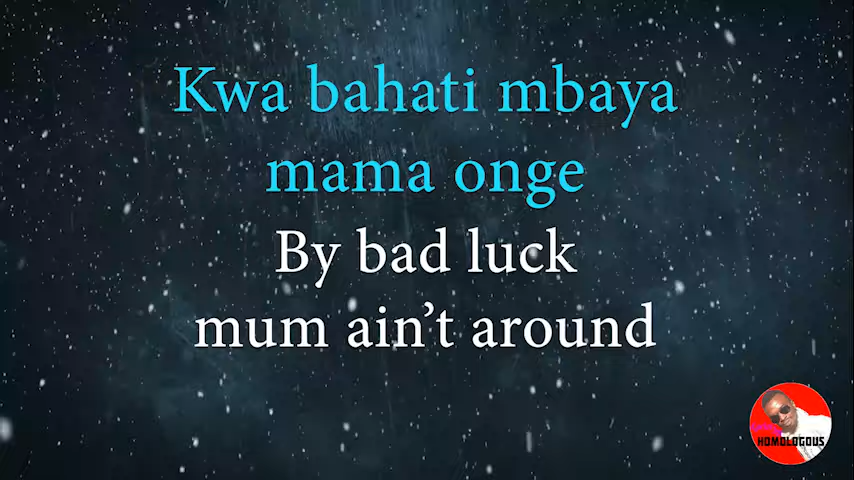 Kwa bahati mbaya
mama onge
By bad luck
mum ain’t around
HOMOLOGOUS